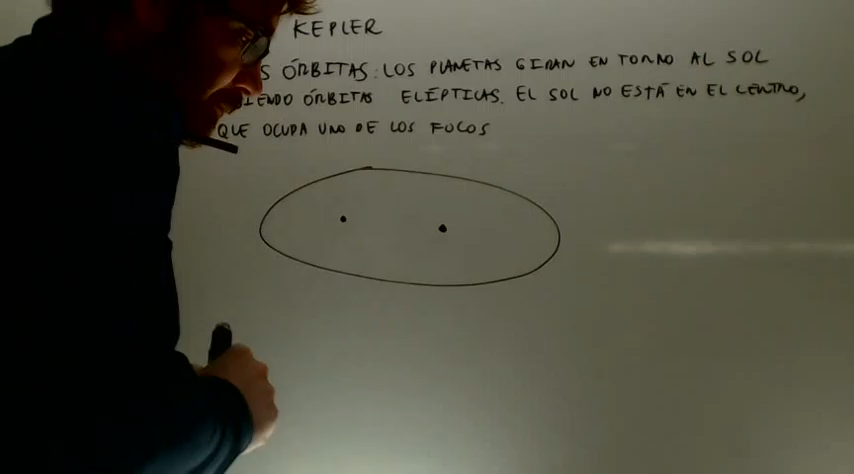 KEPLER
S ÓRBITAS: LOS PLANETAS GIRAN EN TORNO AL SOL
IENDO ÓRBITAS ELÍPTICAS. EL SOL NO ESTÁ EN EL CENTRO,
QUE OCUPA UNO DE LOS FOCOS